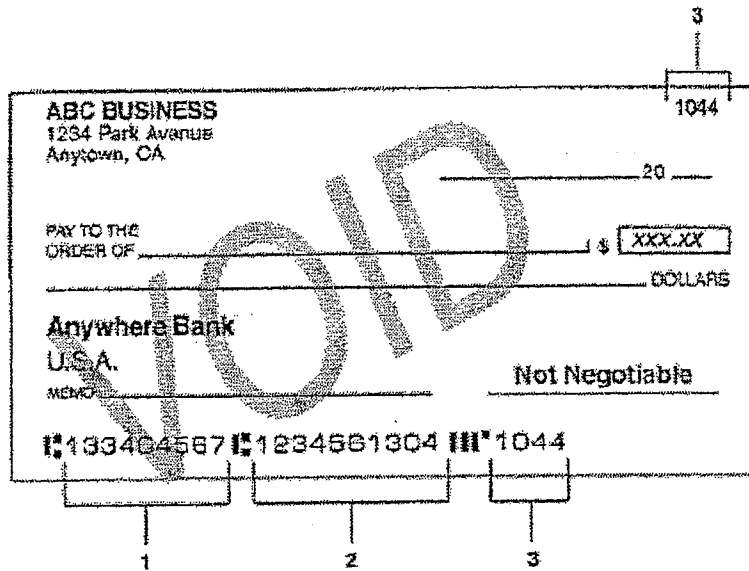 3
1044
ABC BUSINESS
1234 Park Avenue
Anytown, CA
20
PAY TO THE
ORDER OF
$ XXX.XX
DOLLARS
VOID
Anywhere Bank
U.S.A.
MEMO
Not Negotiable
⑆133404567⑆1234561304⑈1044
1
2
3